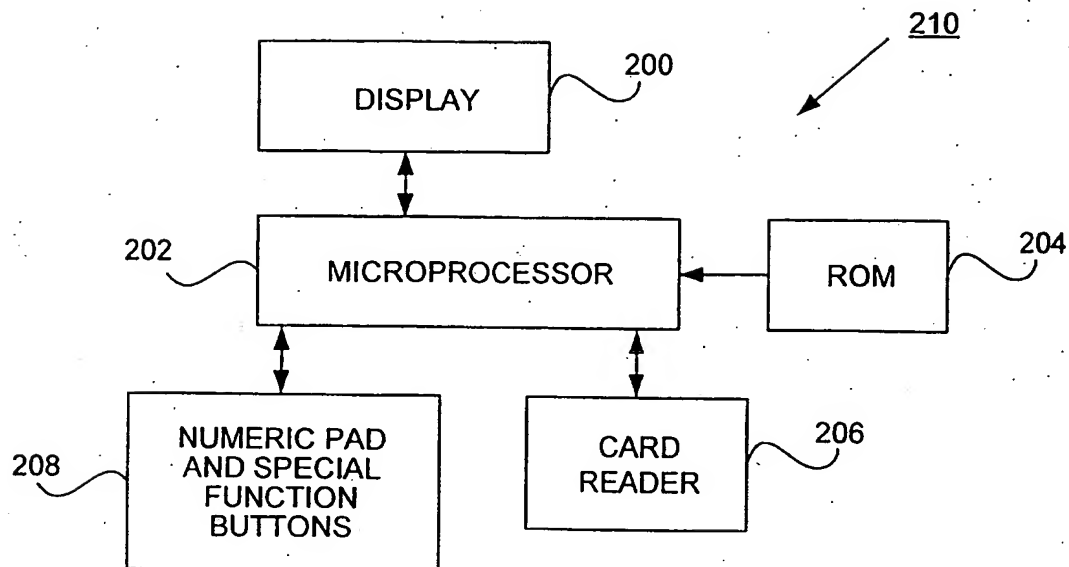 210
200
DISPLAY
202
MICROPROCESSOR
ROM
204
208
NUMERIC PAD
AND SPECIAL
FUNCTION
BUTTONS
CARD
READER
206